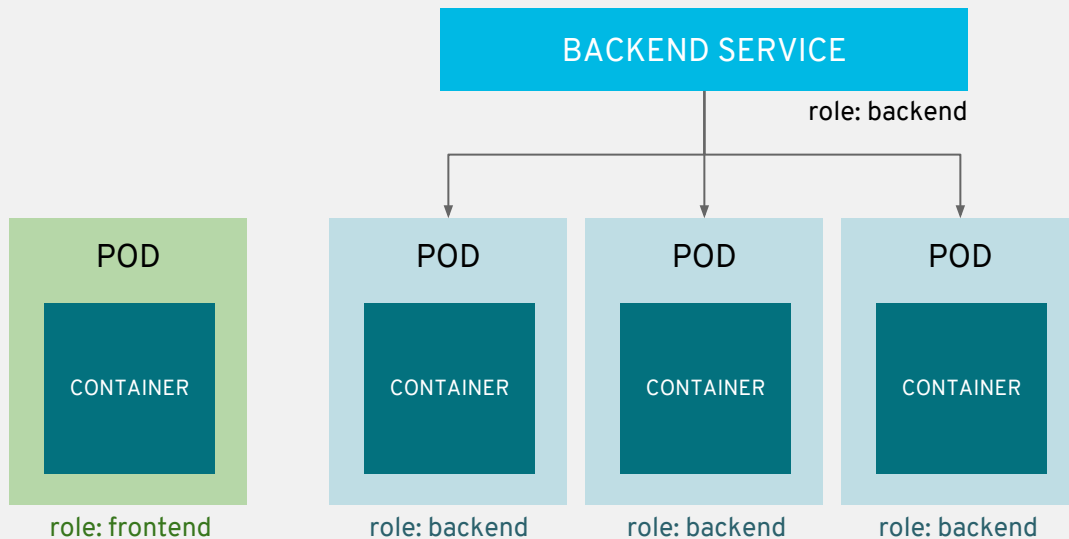 BACKEND SERVICE
role: backend
POD
POD
POD
POD
CONTAINER
CONTAINER
CONTAINER
CONTAINER
role: frontend
role: backend
role: backend
role: backend